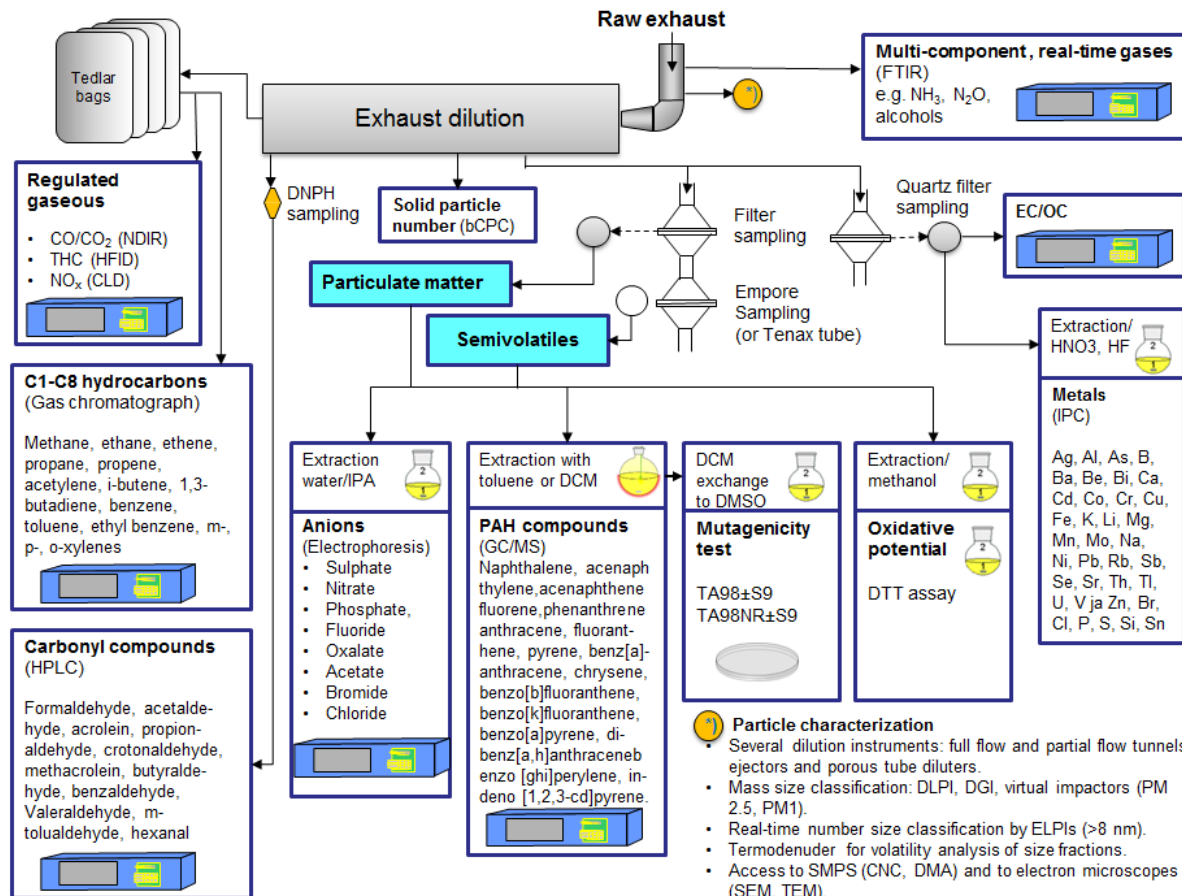 Raw exhaust
Tedlar
bags
Exhaust dilution
*)
Multi-component, real-time gases
(FTIR)
e.g. NH₃, N₂O,
alcohols
Regulated
gaseous
• CO/CO₂ (NDIR)
• THC (HFID)
• NOₓ (CLD)
DNPH
sampling
Solid particle
number (bCPC)
Filter
sampling
Quartz filter
sampling
EC/OC
Particulate matter
Empore
Sampling
(or Tenax tube)
Semivolatiles
Extraction/
HNO3, HF
2
1
Metals
(IPC)
Ag, Al, As, B,
Ba, Be, Bi, Ca,
Cd, Co, Cr, Cu,
Fe, K, Li, Mg,
Mn, Mo, Na,
Ni, Pb, Rb, Sb,
Se, Sr, Th, Tl,
U, V ja Zn, Br,
Cl, P, S, Si, Sn
C1-C8 hydrocarbons
(Gas chromatograph)
Methane, ethane, ethene,
propane, propene,
acetylene, i-butene, 1,3-
butadiene, benzene,
toluene, ethyl benzene, m-,
p-, o-xylenes
Carbonyl compounds
(HPLC)
Formaldehyde, acetalde-
hyde, acrolein, propion-
aldehyde, crotonaldehyde,
methacrolein, butyralde-
hyde, benzaldehyde,
Valeraldehyde, m-
tolualdehyde, hexanal
Extraction
water/IPA
2
1
Anions
(Electrophoresis)
• Sulphate
• Nitrate
• Phosphate,
• Fluoride
• Oxalate
• Acetate
• Bromide
• Chloride
Extraction with
toluene or DCM
PAH compounds
(GC/MS)
Naphthalene, acenaph
thylene,acenaphthene
fluorene,phenanthrene
anthracene, fluorant-
hene, pyrene, benz[a]-
anthracene, chrysene,
benzo[b]fluoranthene,
benzo[k]fluoranthene,
benzo[a]pyrene, di-
benz[a,h]anthraceneb
enzo [ghi]perylene, in-
deno [1,2,3-cd]pyrene.
DCM
exchange
to DMSO
2
1
Mutagenicity
test
TA98±S9
TA98NR±S9
Extraction/
methanol
2
1
Oxidative
potential
2
1
DTT assay
*) Particle characterization
• Several dilution instruments: full flow and partial flow tunnels
ejectors and porous tube diluters.
• Mass size classification: DLPI, DGI, virtual impactors (PM
2.5, PM1).
• Real-time number size classification by ELPIs (>8 nm).
• Termodenuder for volatility analysis of size fractions.
• Access to SMPS (CNC, DMA) and to electron microscopes
(SEM, TEM)